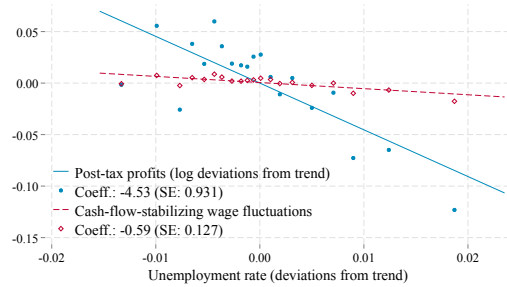 0.05
0.00
-0.05
-0.10
-0.15
Post-tax profits (log deviations from trend)
Coeff.: -4.53 (SE: 0.931)
Cash-flow-stabilizing wage fluctuations
Coeff.: -0.59 (SE: 0.127)
-0.02 -0.01 0.00 0.01 0.02
Unemployment rate (deviations from trend)